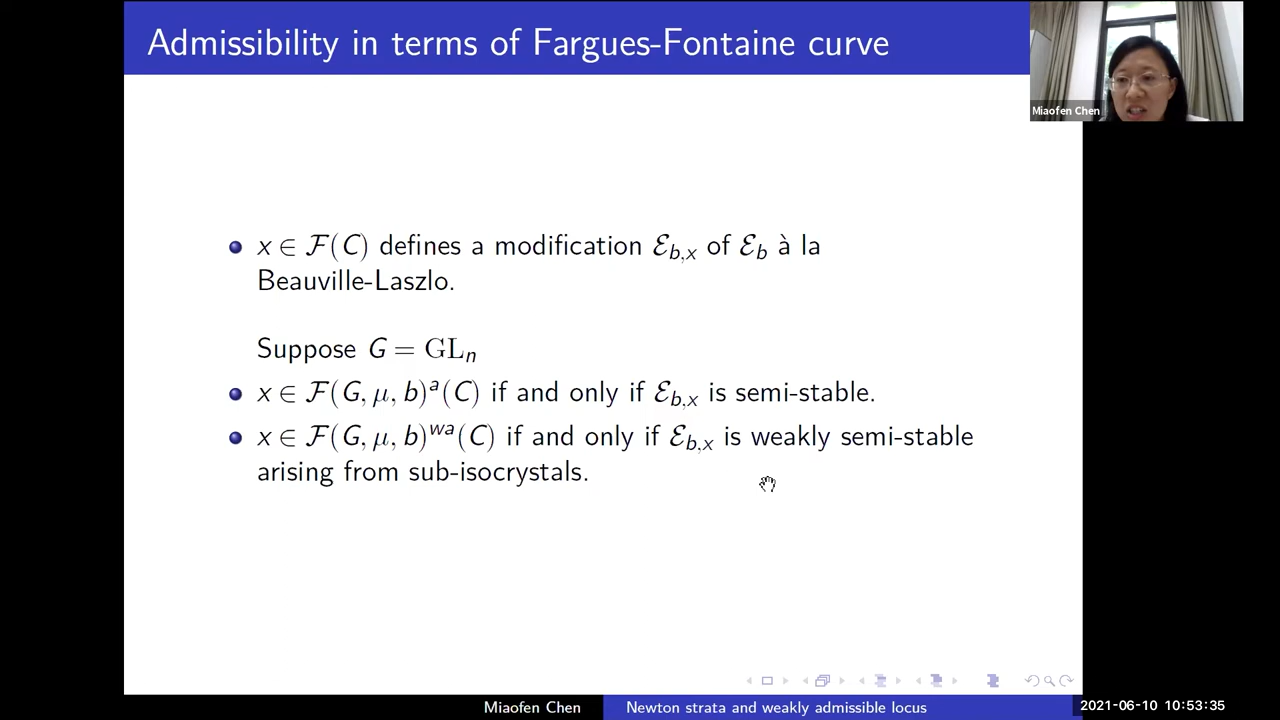 Admissibility in terms of Fargues-Fontaine curve
Miaofen Chen
x ∈ ℱ(C) defines a modification ℰ_{b,x} of ℰ_b à la
Beauville-Laszlo.
Suppose G = GL_n
x ∈ ℱ(G, μ, b)^a(C) if and only if ℰ_{b,x} is semi-stable.
x ∈ ℱ(G, μ, b)^{wa}(C) if and only if ℰ_{b,x} is weakly semi-stable
arising from sub-isocrystals.
Miaofen Chen
Newton strata and weakly admissible locus
2021-06-10 10:53:35